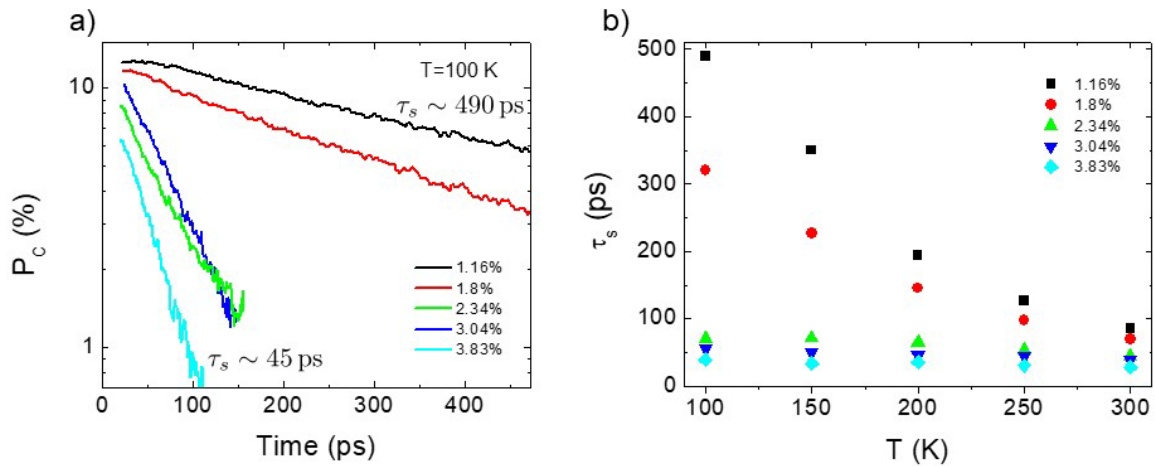 a)
T=100 K
τs ~ 490 ps
10
1
PC (%)
1.16%
1.8%
2.34%
3.04%
3.83%
τs ~ 45 ps
0 100 200 300 400
Time (ps)
b)
500
400
300
200
100
0
τs (ps)
1.16%
1.8%
2.34%
3.04%
3.83%
100 150 200 250 300
T (K)